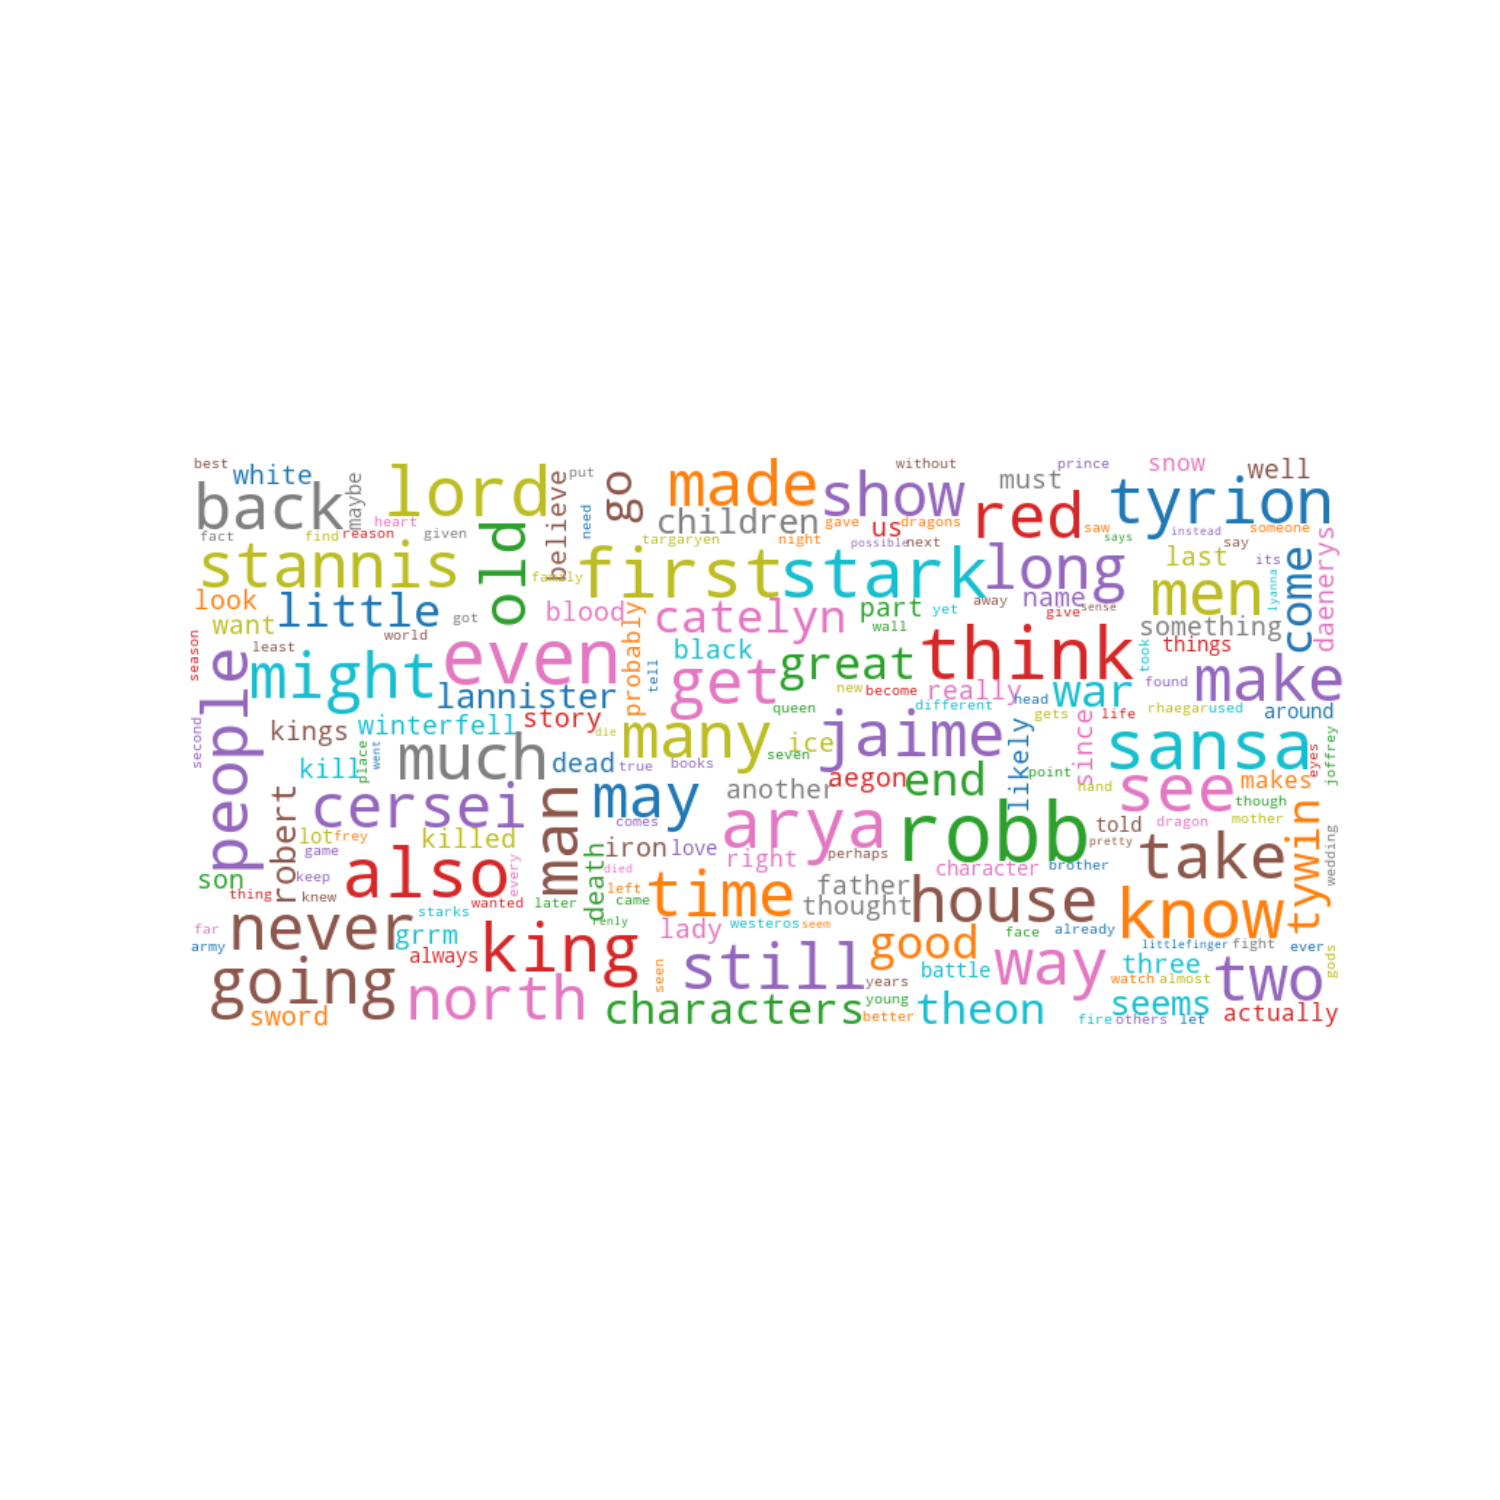 best
white
maybe
lord
believe
put
go
made
show
without
must
prince
snow
well
back
heart
old
need
children
gave
us
dragons
red
saw
tyrion
fact
find
reason
given
targaryen
night
possible
next
says
instead
say
someone
stannis
family
first
stark
long
last
its
come
daenerys
look
little
got
blood
probably
catelyn
part
yet
away
name
give
sense
men
lyanna
want
world
wall
something
season
least
might
even
tell
black
great
think
took
things
people
lannister
get
new
become
really
head
war
found
make
kings
winterfell
story
die
queen
different
gets
life
rhaegar
used
around
second
place
went
much
many
ice
seven
jaime
likely
since
sansa
eyes
joffrey
kill
dead
true
books
aegon
end
point
hand
see
makes
robert
cersei
man
may
another
though
lot
frey
killed
comes
arya
robb
told
dragon
mother
tywin
game
iron
love
right
perhaps
pretty
take
wedding
son
keep
also
every
death
died
character
brother
thing
knew
wanted
later
left
came
time
father
thought
house
know
far
never
starks
renly
lady
westeros
seem
face
already
army
grrm
always
king
still
good
way
littlefinger
fight
ever
gods
going
north
seen
years
battle
three
watch
almost
two
sword
characters
young
better
theon
seems
fire
others
let
actually